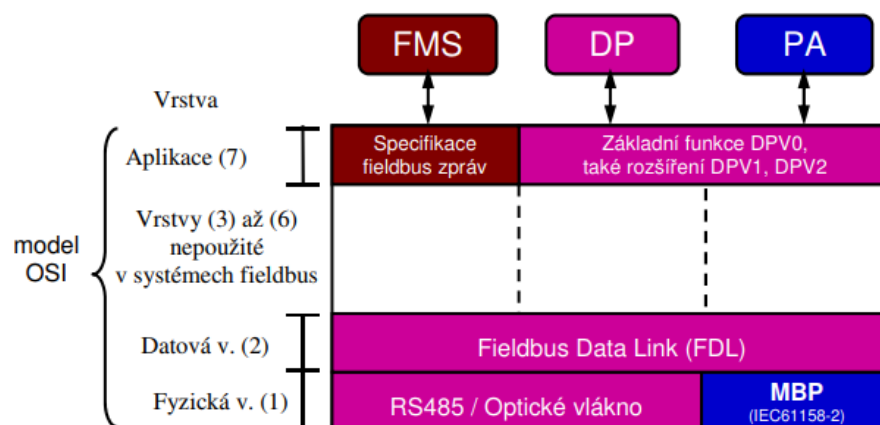 FMS
DP
PA
Vrstva
Aplikace (7)
Specifikace
fieldbus zpráv
Základní funkce DPV0,
také rozšíření DPV1, DPV2
Vrstvy (3) až (6)
nepoužité
v systémech fieldbus
model
OSI
Datová v. (2)
Fieldbus Data Link (FDL)
Fyzická v. (1)
RS485 / Optické vlákno
MBP
(IEC61158-2)